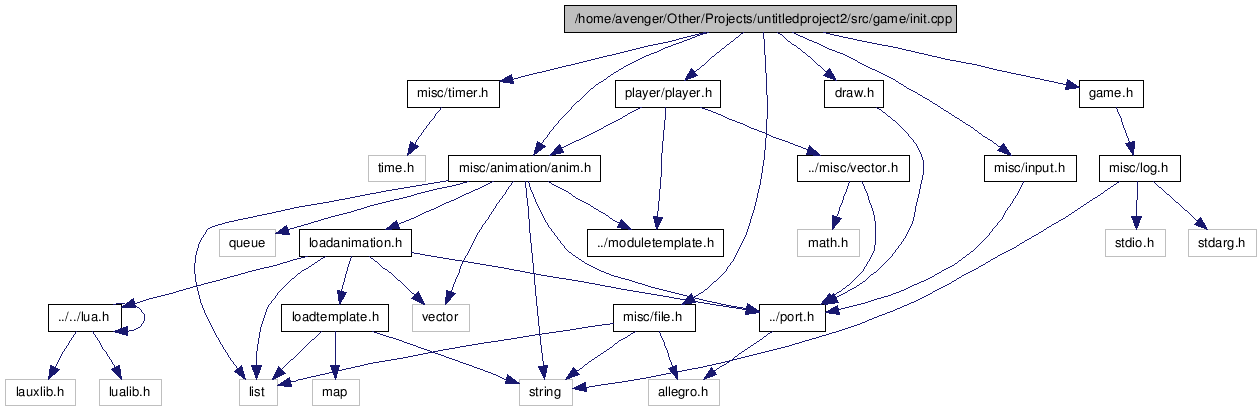 /home/avenger/Other/Projects/untitledproject2/src/game/init.cpp
misc/timer.h
player/player.h
draw.h
game.h
time.h
misc/animation/anim.h
../misc/vector.h
misc/input.h
misc/log.h
queue
loadanimation.h
../moduletemplate.h
math.h
stdio.h
stdarg.h
../../lua.h
loadtemplate.h
vector
misc/file.h
../port.h
lauxlib.h
lualib.h
list
map
string
allegro.h